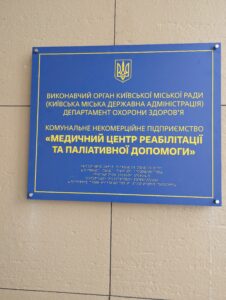 ВИКОНАВЧИЙ ОРГАН КИЇВСЬКОЇ МІСЬКОЇ РАДИ
(КИЇВСЬКА МІСЬКА ДЕРЖАВНА АДМІНІСТРАЦІЯ)
ДЕПАРТАМЕНТ ОХОРОНИ ЗДОРОВ'Я
КОМУНАЛЬНЕ НЕКОМЕРЦІЙНЕ ПІДПРИЄМСТВО
«МЕДИЧНИЙ ЦЕНТР РЕАБІЛІТАЦІЇ
ТА ПАЛІАТИВНОЇ ДОПОМОГИ»